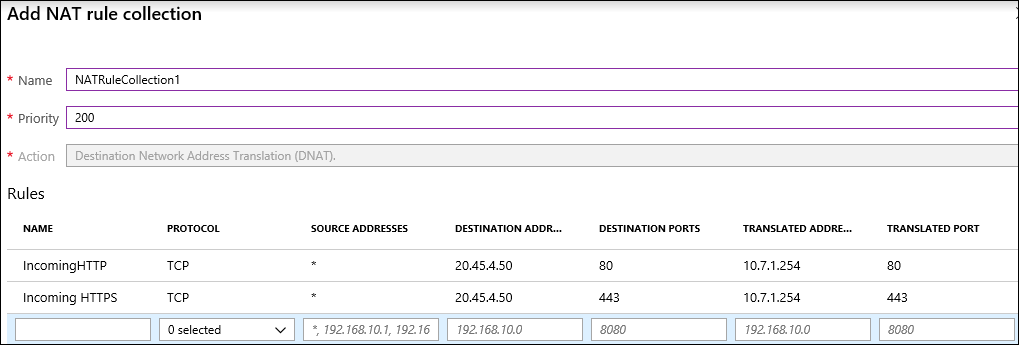 Add NAT rule collection
* Name NATRuleCollection1
* Priority 200
* Action Destination Network Address Translation (DNAT).
Rules
NAME PROTOCOL SOURCE ADDRESSES DESTINATION ADDR... DESTINATION PORTS TRANSLATED ADDRE... TRANSLATED PORT
IncomingHTTP TCP * 20.45.4.50 80 10.7.1.254 80
Incoming HTTPS TCP * 20.45.4.50 443 10.7.1.254 443
0 selected *, 192.168.10.1, 192.16 192.168.10.0 8080 192.168.10.0 8080